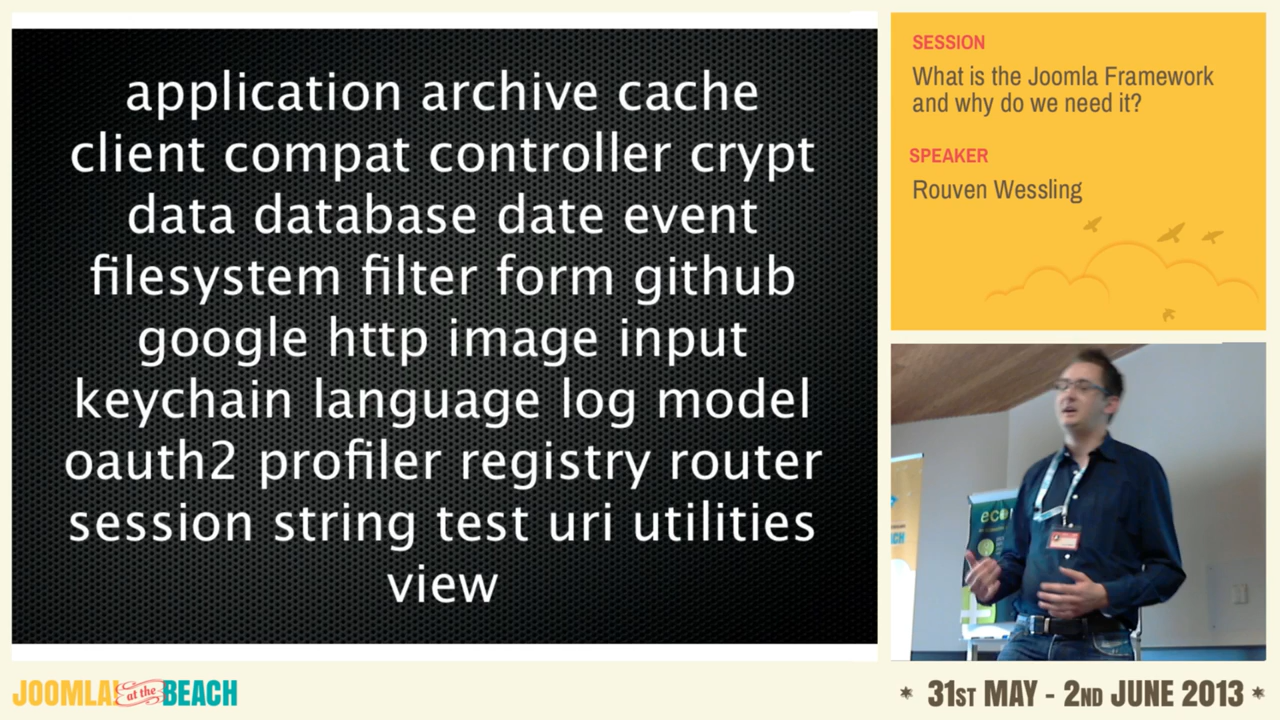 application archive cache
client compat controller crypt
data database date event
filesystem filter form github
google http image input
keychain language log model
oauth2 profiler registry router
session string test uri utilities
view
SESSION
What is the Joomla Framework
and why do we need it?
SPEAKER
Rouven Wessling
JOOMLA! at the BEACH
* 31ST MAY - 2ND JUNE 2013 *